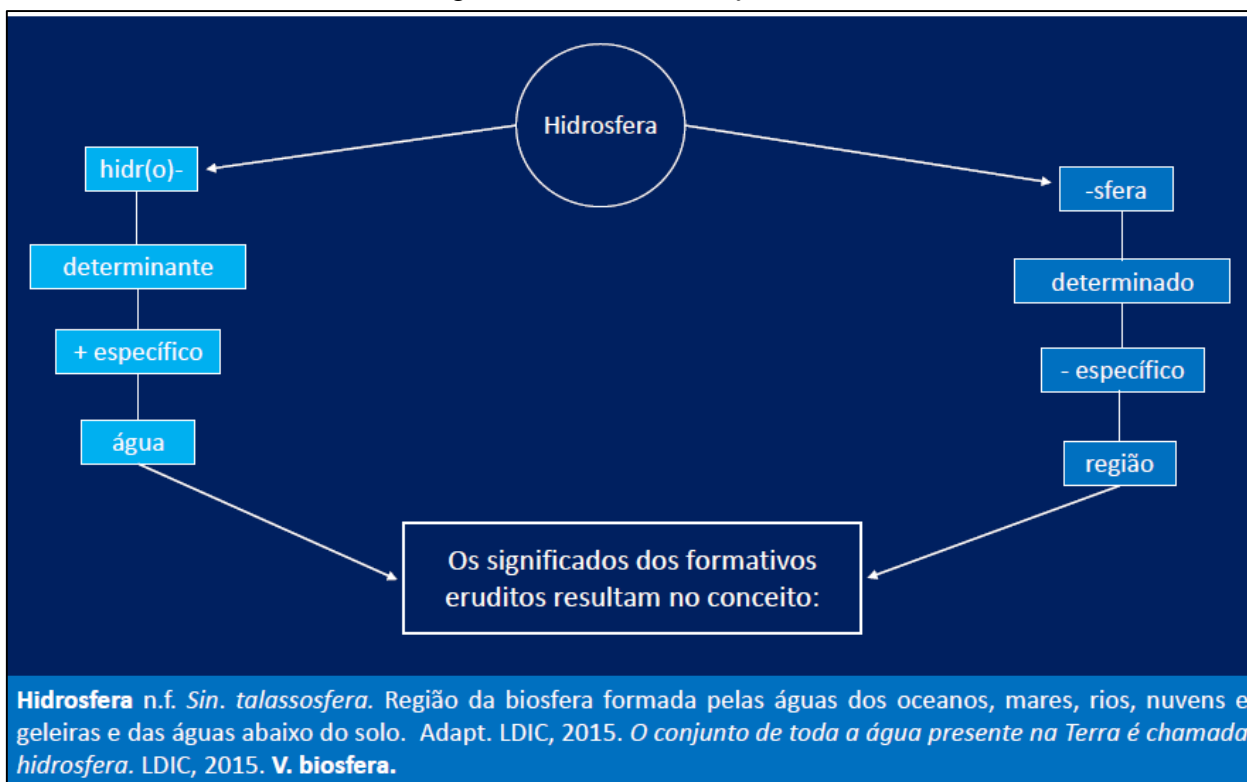 Hidrosfera
hidr(o)-
-sfera
determinante
determinado
+ específico
- específico
água
região
Os significados dos formativos
eruditos resultam no conceito:
Hidrosfera n.f. Sin. talassosfera. Região da biosfera formada pelas águas dos oceanos, mares, rios, nuvens e
geleiras e das águas abaixo do solo. Adapt. LDIC, 2015. O conjunto de toda a água presente na Terra é chamada
hidrosfera. LDIC, 2015. V. biosfera.